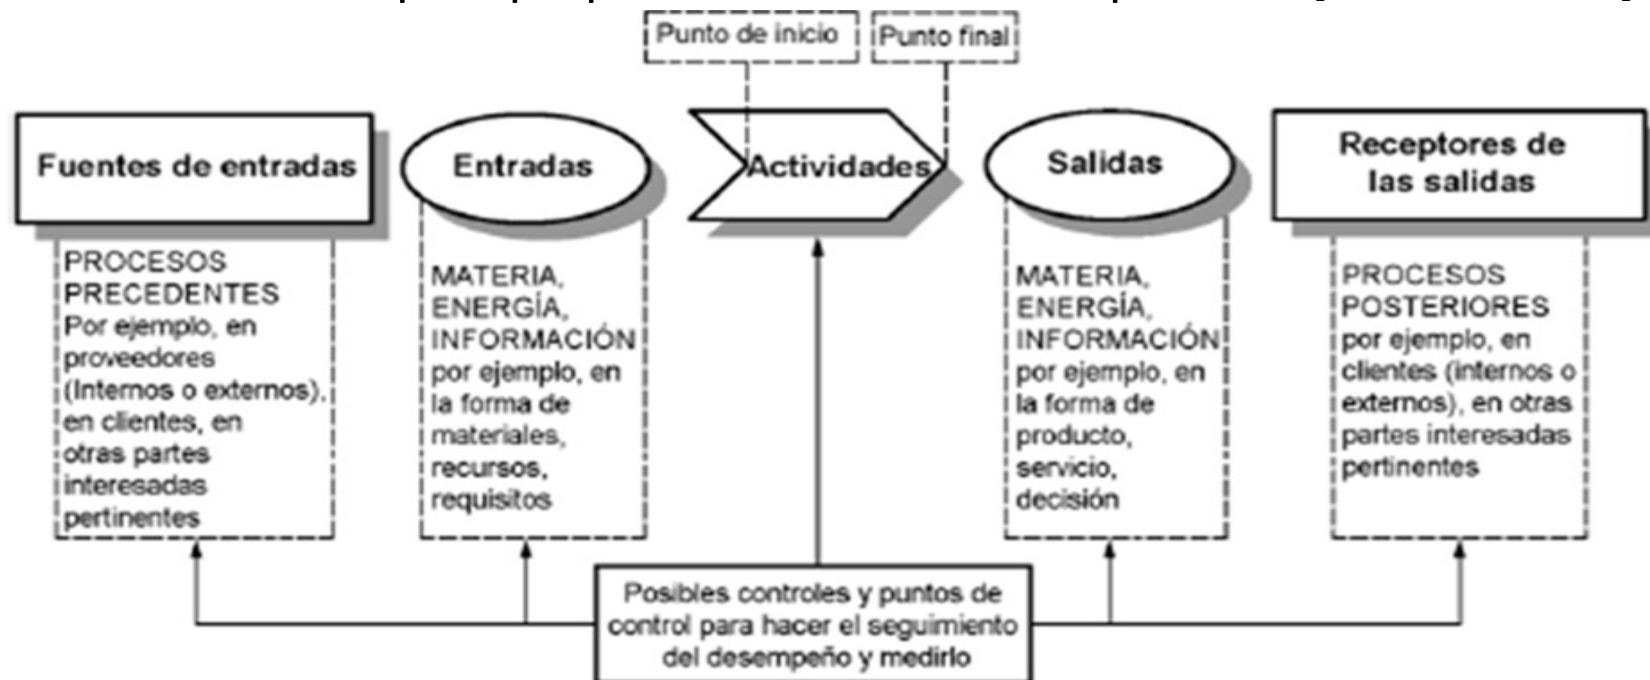 Punto de inicio
Punto final
Fuentes de entradas
Entradas
Actividades
Salidas
Receptores de
las salidas
PROCESOS
PRECEDENTES
Por ejemplo, en
proveedores
(Internos o externos),
en clientes, en
otras partes
interesadas
pertinentes
MATERIA,
ENERGÍA,
INFORMACIÓN
por ejemplo, en
la forma de
materiales,
recursos,
requisitos
MATERIA,
ENERGÍA,
INFORMACIÓN
por ejemplo, en
la forma de
producto,
servicio,
decisión
PROCESOS
POSTERIORES
por ejemplo, en
clientes (internos o
externos), en otras
partes interesadas
pertinentes
Posibles controles y puntos de
control para hacer el seguimiento
del desempeño y medirlo